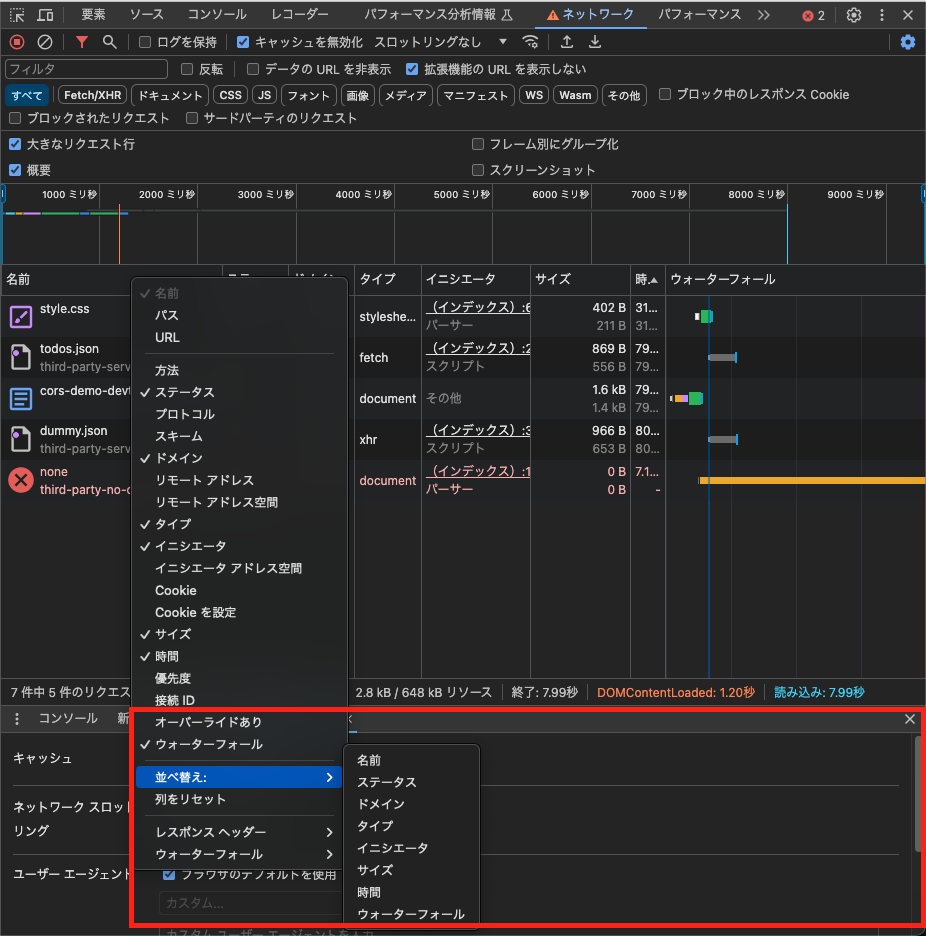 要素 ソース コンソール レコーダー パフォーマンス分析情報 ネットワーク パフォーマンス 2
ログを保持 キャッシュを無効化 スロットリングなし
フィルタ 反転 データの URL を非表示 拡張機能の URL を表示しない
すべて Fetch/XHR ドキュメント CSS JS フォント 画像 メディア マニフェスト WS Wasm その他 ブロック中のレスポンス Cookie
ブロックされたリクエスト サードパーティのリクエスト
大きなリクエスト行 フレーム別にグループ化
概要 スクリーンショット
1000 ミリ秒 2000 ミリ秒 3000 ミリ秒 4000 ミリ秒 5000 ミリ秒 6000 ミリ秒 7000 ミリ秒 8000 ミリ秒 9000 ミリ秒
名前 タイプ イニシエータ サイズ 時... ウォーターフォール
style.css styleshe... （インデックス）:6 402 B 31...
パーサー 211 B 31...
todos.json fetch （インデックス）:2 869 B 79...
third-party-serv スクリプト 556 B 79...
cors-demo-devt document その他 1.6 kB 79...
1.4 kB 79...
dummy.json xhr （インデックス）:3 966 B 80...
third-party-serv スクリプト 653 B 80...
none document （インデックス）:1 0 B 7.1...
third-party-no-c パーサー 0 B -
7 件中 5 件のリクエス 2.8 kB / 648 kB リソース 終了: 7.99秒 DOMContentLoaded: 1.20秒 読み込み: 7.99秒
名前
パス
URL
方法
ステータス
プロトコル
スキーム
ドメイン
リモート アドレス
リモート アドレス空間
タイプ
イニシエータ
イニシエータ アドレス空間
Cookie
Cookie を設定
サイズ
時間
優先度
接続 ID
オーバーライドあり
ウォーターフォール
並べ替え:
列をリセット
レスポンス ヘッダー
ウォーターフォール
名前
ステータス
ドメイン
タイプ
イニシエータ
サイズ
時間
ウォーターフォール
コンソール 新
キャッシュ
ネットワーク スロット
リング
ユーザー エージェント ブラウザのデフォルトを使用
カスタム...
カスタム ユーザー エージェントを入力